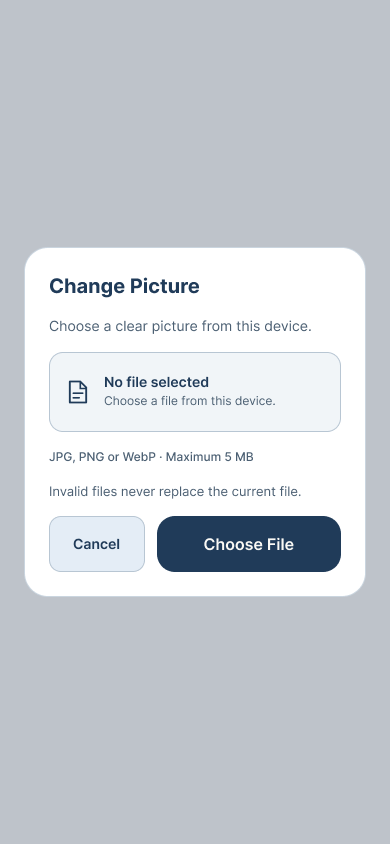 Change Picture
Choose a clear picture from this device.
No file selected
Choose a file from this device.
JPG, PNG or WebP · Maximum 5 MB
Invalid files never replace the current file.
Cancel
Choose File